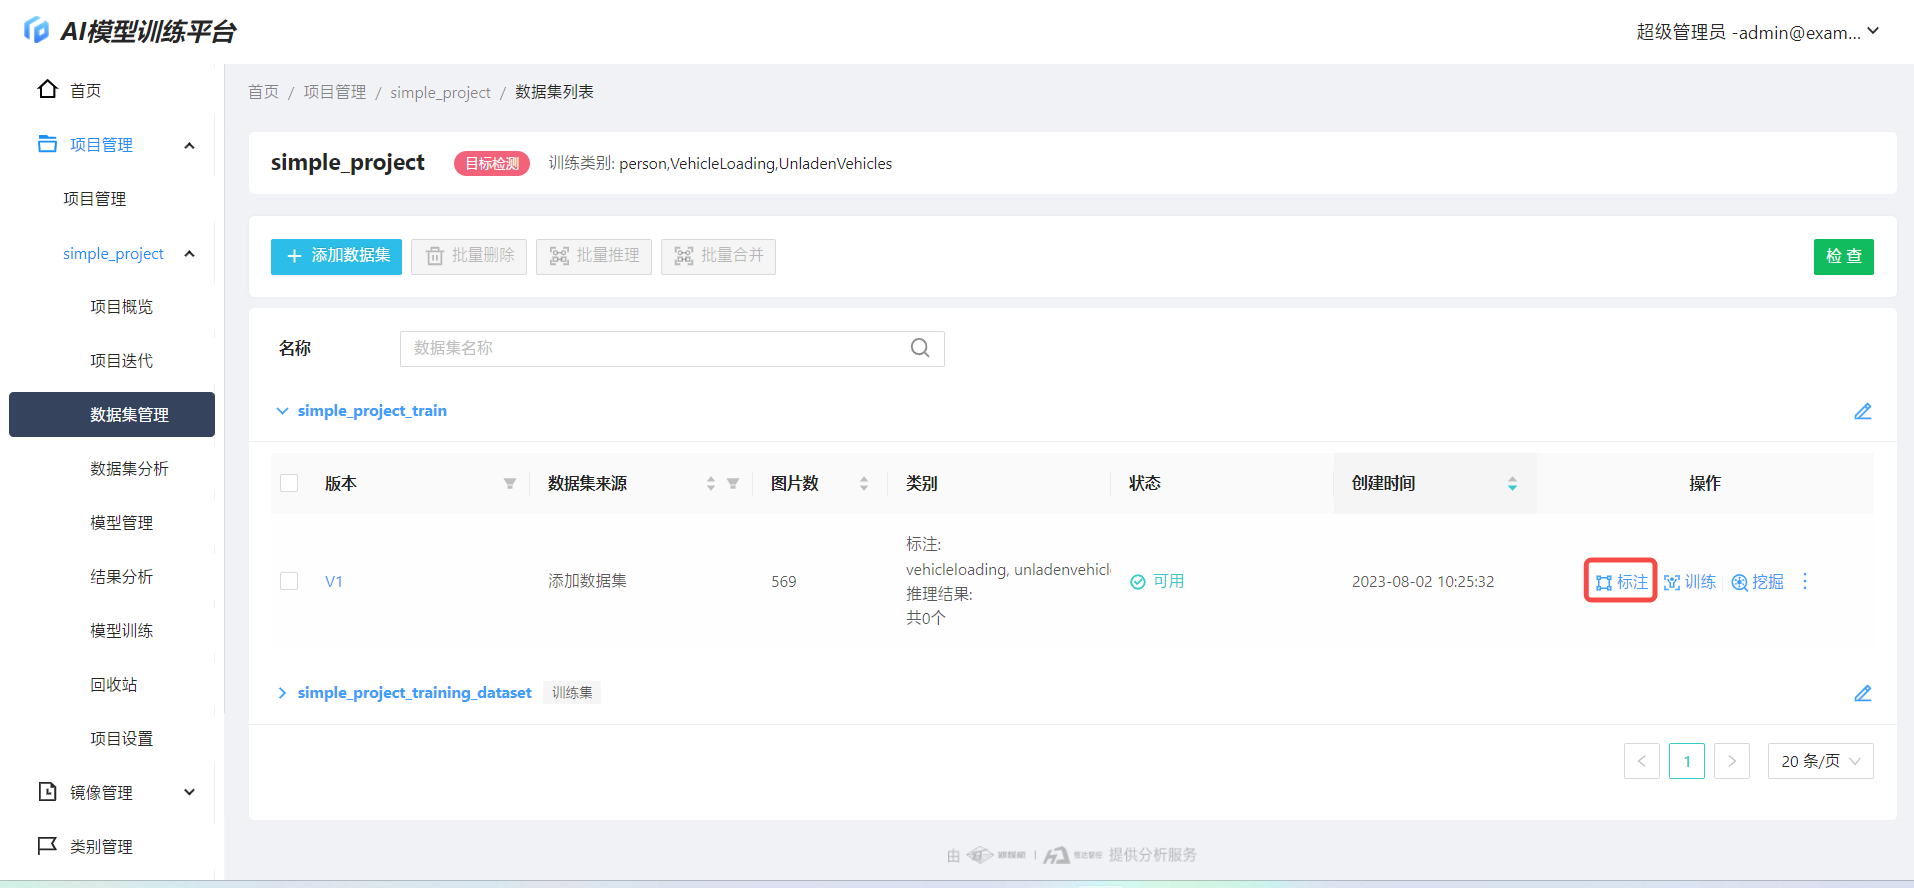 AI模型训练平台
超级管理员 -admin@exam...
首页
项目管理
项目管理
simple_project
项目概览
项目迭代
数据集管理
数据集分析
模型管理
结果分析
模型训练
回收站
项目设置
镜像管理
类别管理
首页 / 项目管理 / simple_project / 数据集列表
simple_project 目标检测 训练类别: person,VehicleLoading,UnladenVehicles
添加数据集 批量删除 批量推理 批量合并 检 查
名称 数据集名称
simple_project_train
版本 数据集来源 图片数 类别 状态 创建时间 操作
标注:
vehicleloading, unladenvehicl
推理结果:
共0个
V1 添加数据集 569 可用 2023-08-02 10:25:32 标注 训练 挖掘
simple_project_training_dataset 训练集
1 20 条/页
由 | 提供分析服务